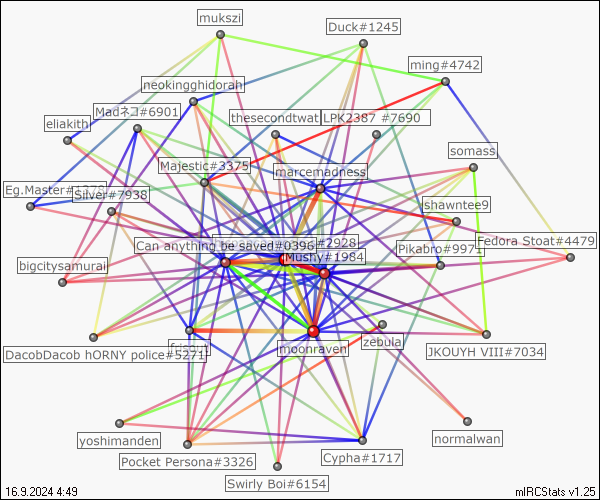 mukszi
Duck#1245
ming#4742
neokingghidorah
Madネコ#6901
thesecondtwat
LPK2387 #7690
eliakith
somass
Majestic#3375
marcemadness
Eg.Master#1378
Silver#7938
shawntee9
Can anything be saved#0396
#2928
Mushy#1984
Pikabro#9971
Fedora Stoat#4479
bigcitysamurai
DacobDacob hORNY police#5271
moonraven
zebula
JKOUYH VIII#7034
yoshimanden
normalwan
Pocket Persona#3326
Cypha#1717
Swirly Boi#6154
16.9.2024 4:49
mIRCStats v1.25